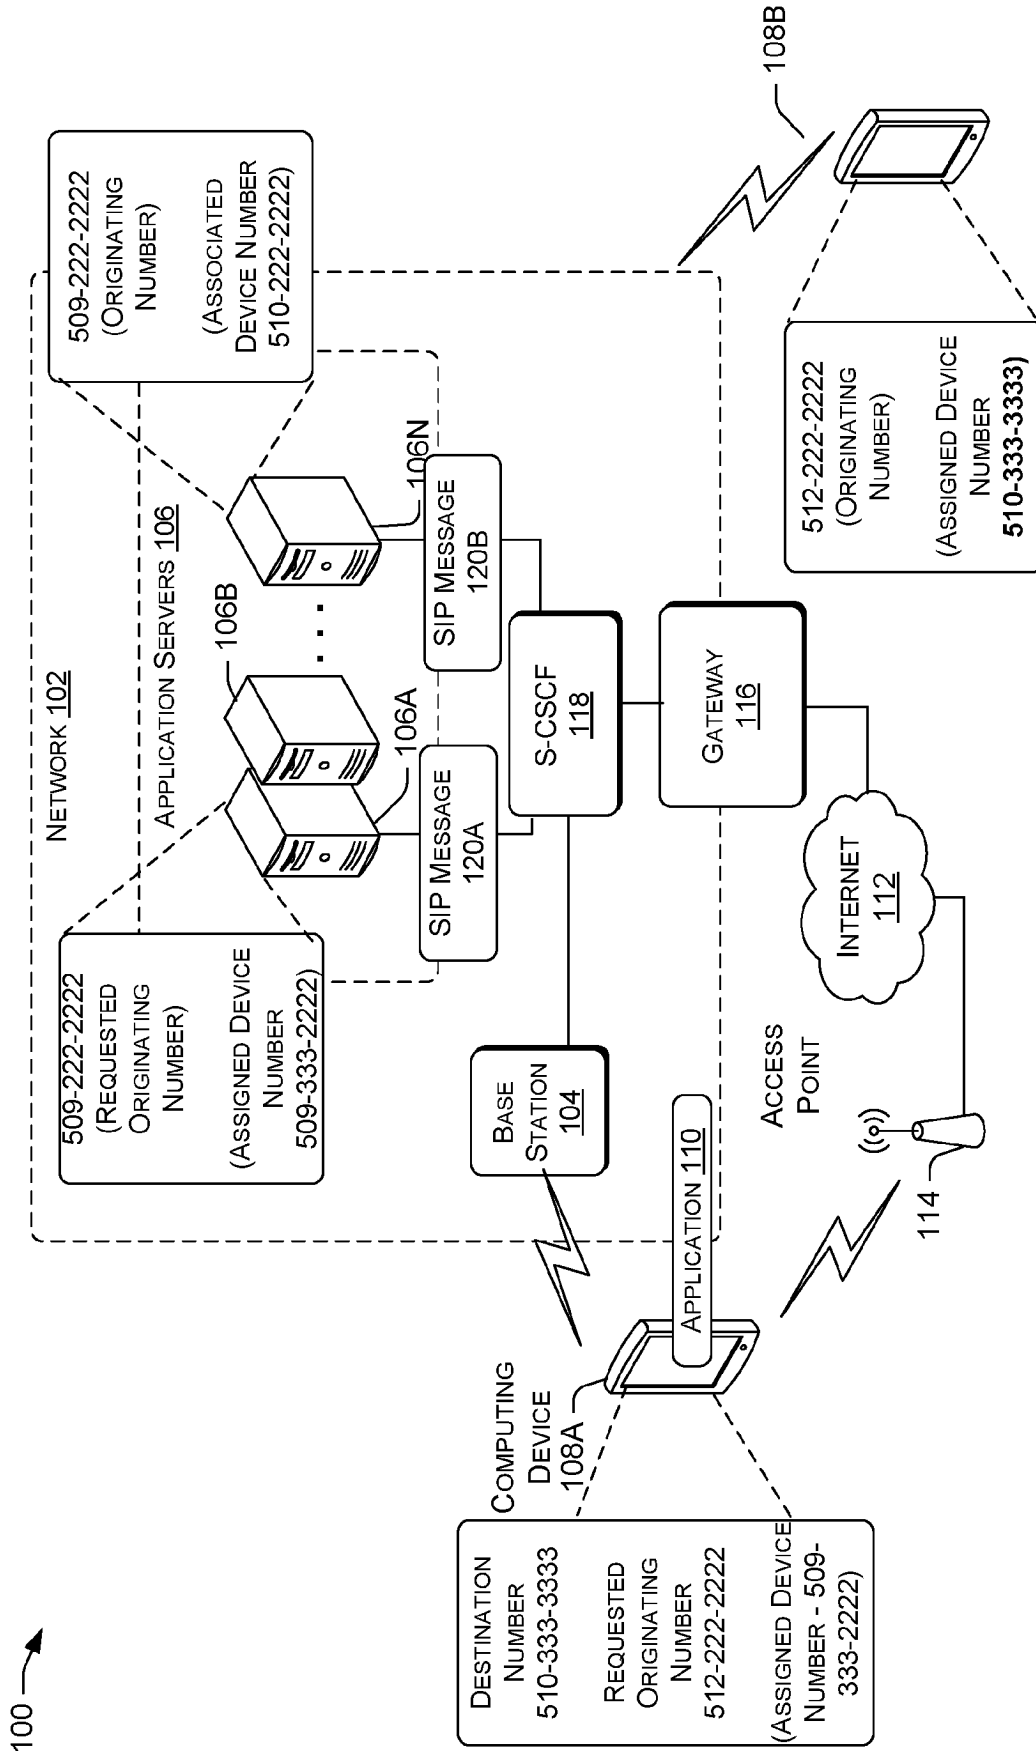 100
NETWORK 102
APPLICATION SERVERS 106
509-222-2222
(REQUESTED
ORIGINATING
NUMBER)
(ASSIGNED DEVICE
NUMBER
509-333-2222)
509-222-2222
(ORIGINATING
NUMBER)
(ASSOCIATED
DEVICE NUMBER
510-222-2222)
106B
. . .
106A
106N
SIP MESSAGE
120A
SIP MESSAGE
120B
BASE
STATION
104
S-CSCF
118
GATEWAY
116
COMPUTING
DEVICE
108A
APPLICATION 110
DESTINATION
NUMBER
510-333-3333
REQUESTED
ORIGINATING
NUMBER
512-222-2222
(ASSIGNED DEVICE
NUMBER - 509-
333-2222)
ACCESS
POINT
114
INTERNET
112
108B
512-222-2222
(ORIGINATING
NUMBER)
(ASSIGNED DEVICE
NUMBER
510-333-3333)